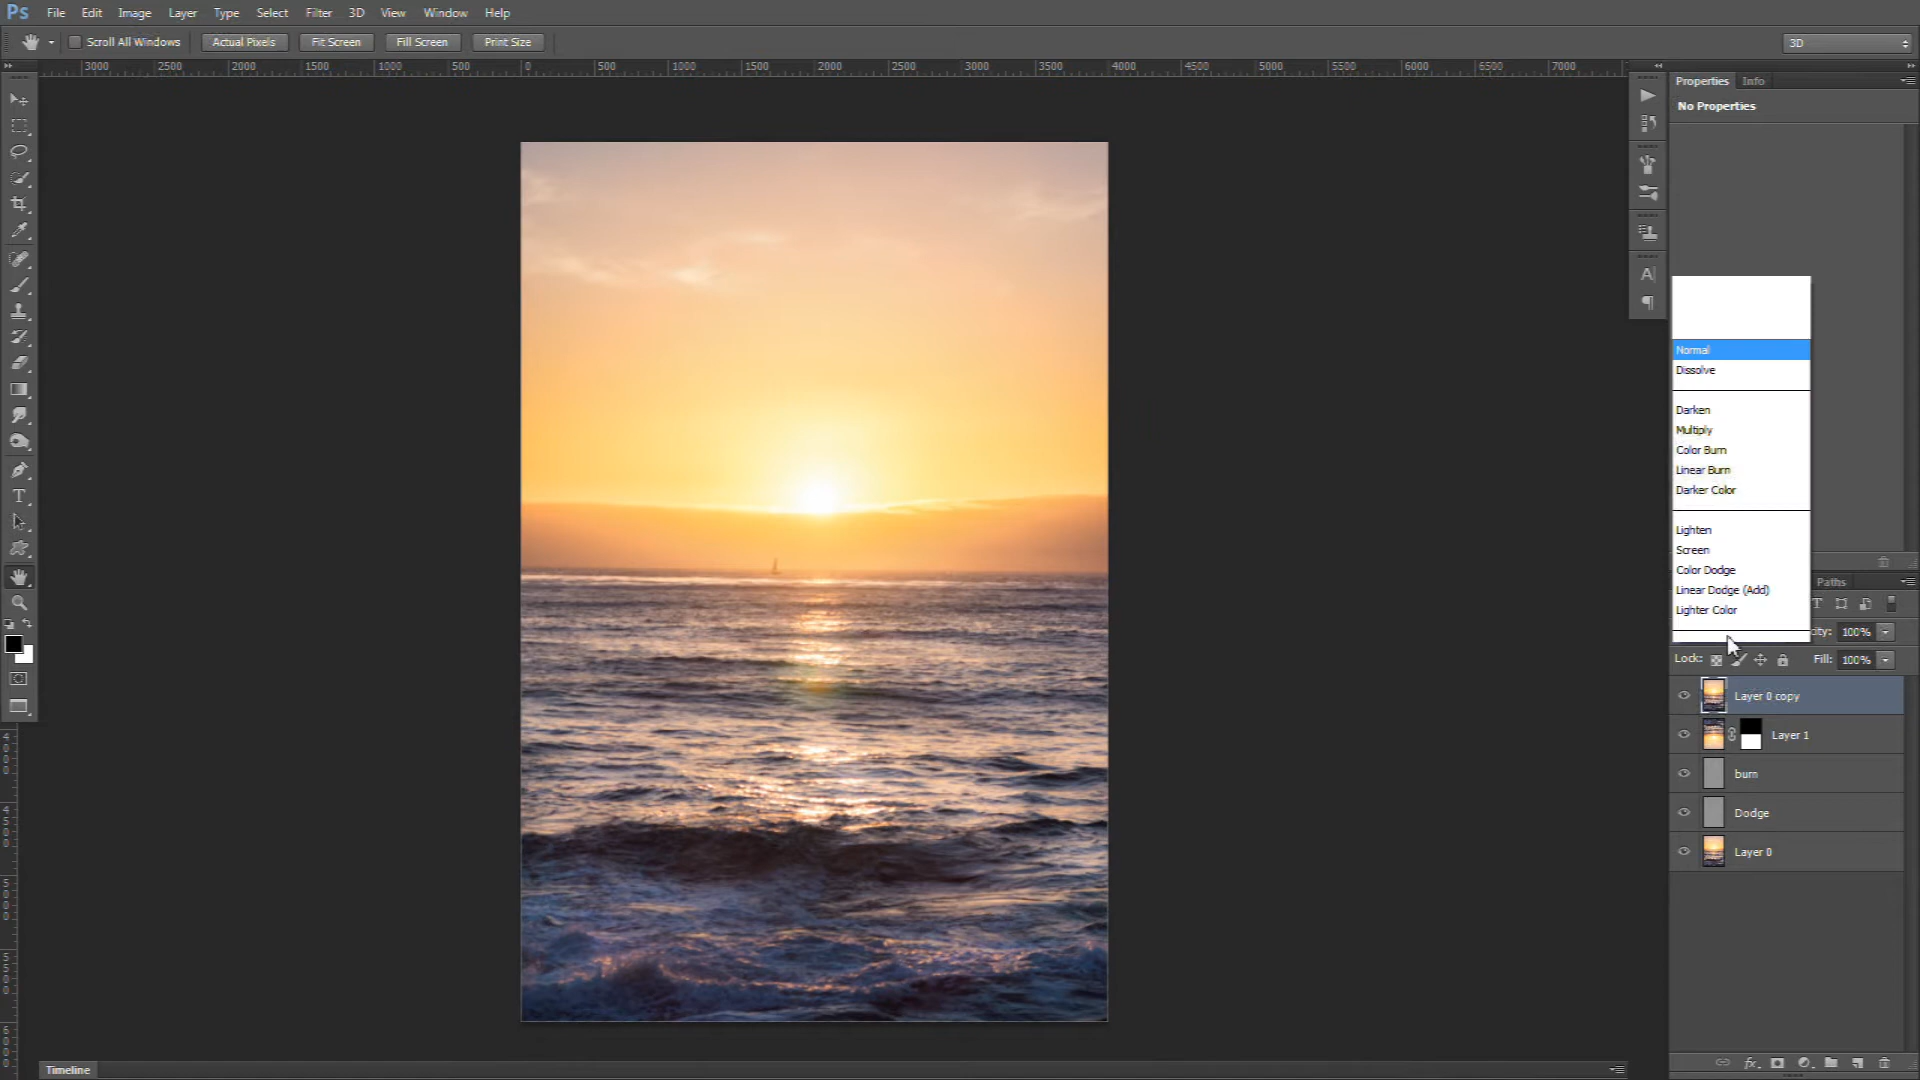 Ps File Edit Image Layer Type Select Filter 3D View Window Help
Scroll All Windows Actual Pixels Fit Screen Fill Screen Print Size 3D
3000 2500 2000 1500 1000 500 0 500 1000 1500 2000 2500 3000 3500 4000 4500 5000 5500 6000 6500 7000
Properties Info
No Properties
Normal
Dissolve
Darken
Multiply
Color Burn
Linear Burn
Darker Color
Lighten
Screen
Color Dodge
Linear Dodge (Add)
Lighter Color
Paths
100%
Lock: Fill: 100%
Layer 0 copy
Layer 1
burn
Dodge
Layer 0
Timeline